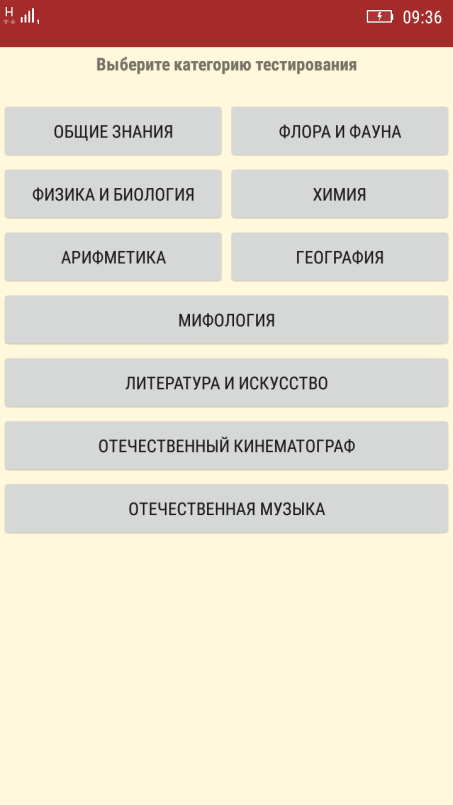 H
09:36
Выберите категорию тестирования
ОБЩИЕ ЗНАНИЯ
ФЛОРА И ФАУНА
ФИЗИКА И БИОЛОГИЯ
ХИМИЯ
АРИФМЕТИКА
ГЕОГРАФИЯ
МИФОЛОГИЯ
ЛИТЕРАТУРА И ИСКУССТВО
ОТЕЧЕСТВЕННЫЙ КИНЕМАТОГРАФ
ОТЕЧЕСТВЕННАЯ МУЗЫКА